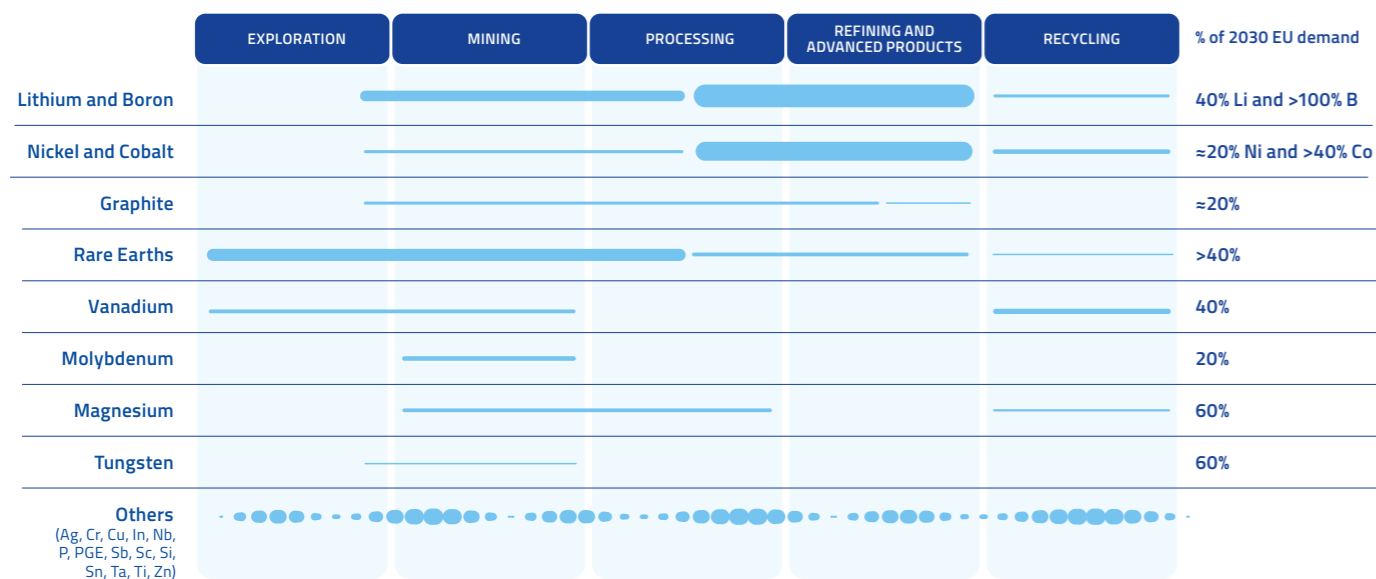 EXPLORATION
MINING
PROCESSING
REFINING AND
ADVANCED PRODUCTS
RECYCLING
% of 2030 EU demand
Lithium and Boron
40% Li and >100% B
Nickel and Cobalt
≈20% Ni and >40% Co
Graphite
≈20%
Rare Earths
>40%
Vanadium
40%
Molybdenum
20%
Magnesium
60%
Tungsten
60%
Others
(Ag, Cr, Cu, In, Nb,
P, PGE, Sb, Sc, Si,
Sn, Ta, Ti, Zn)